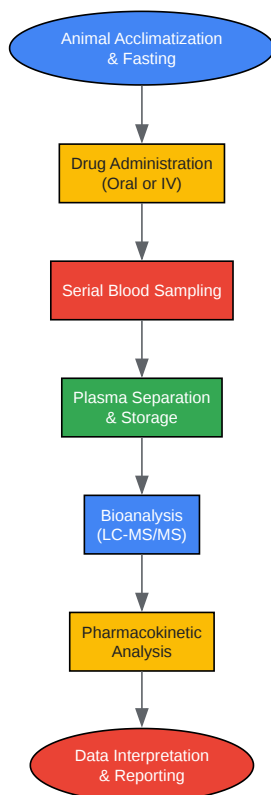 Animal Acclimatization
& Fasting
Drug Administration
(Oral or IV)
Serial Blood Sampling
Plasma Separation
& Storage
Bioanalysis
(LC-MS/MS)
Pharmacokinetic
Analysis
Data Interpretation
& Reporting